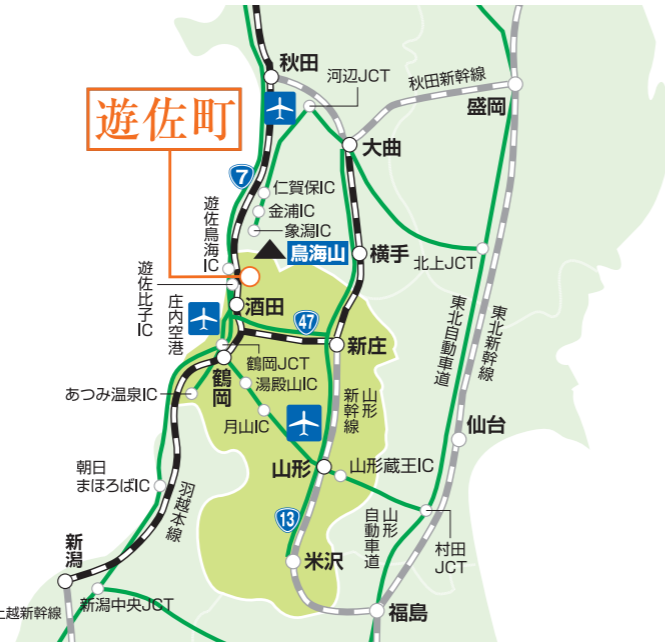 秋田
河辺JCT
秋田新幹線
盛岡
遊佐町
大曲
7
仁賀保IC
金浦IC
象潟IC
遊佐鳥海IC
鳥海山
横手
北上JCT
遊佐比子IC
庄内空港
酒田
47
新庄
東北自動車道
東北新幹線
鶴岡JCT
鶴岡
湯殿山IC
あつみ温泉IC
月山IC
山形新幹線
仙台
山形
山形蔵王IC
朝日
まほろばIC
羽越本線
13
山形自動車道
村田
JCT
新潟
米沢
上越新幹線
新潟中央JCT
福島